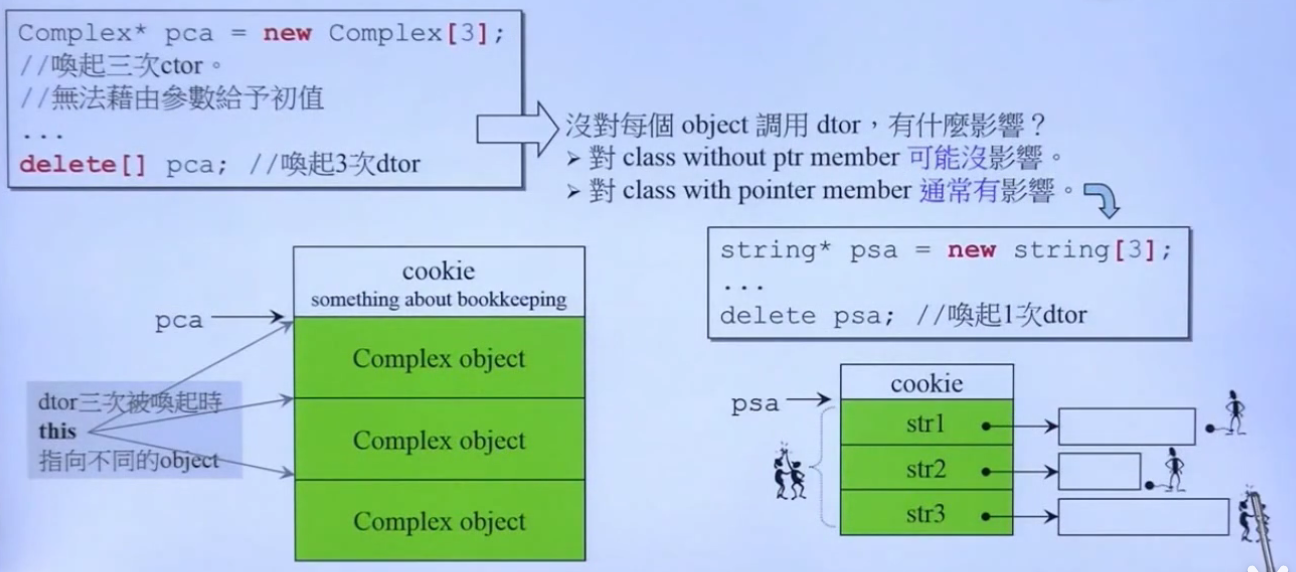 Complex* pca = new Complex[3];
//喚起三次ctor。
//無法藉由參數給予初值
...
delete[] pca; //喚起3次dtor
沒對每個 object 調用 dtor，有什麼影響？
➢ 對 class without ptr member 可能沒影響。
➢ 對 class with pointer member 通常有影響。
string* psa = new string[3];
...
delete psa; //喚起1次dtor
cookie
something about bookkeeping
pca
Complex object
Complex object
Complex object
dtor三次被喚起時
this
指向不同的object
psa
cookie
str1
str2
str3